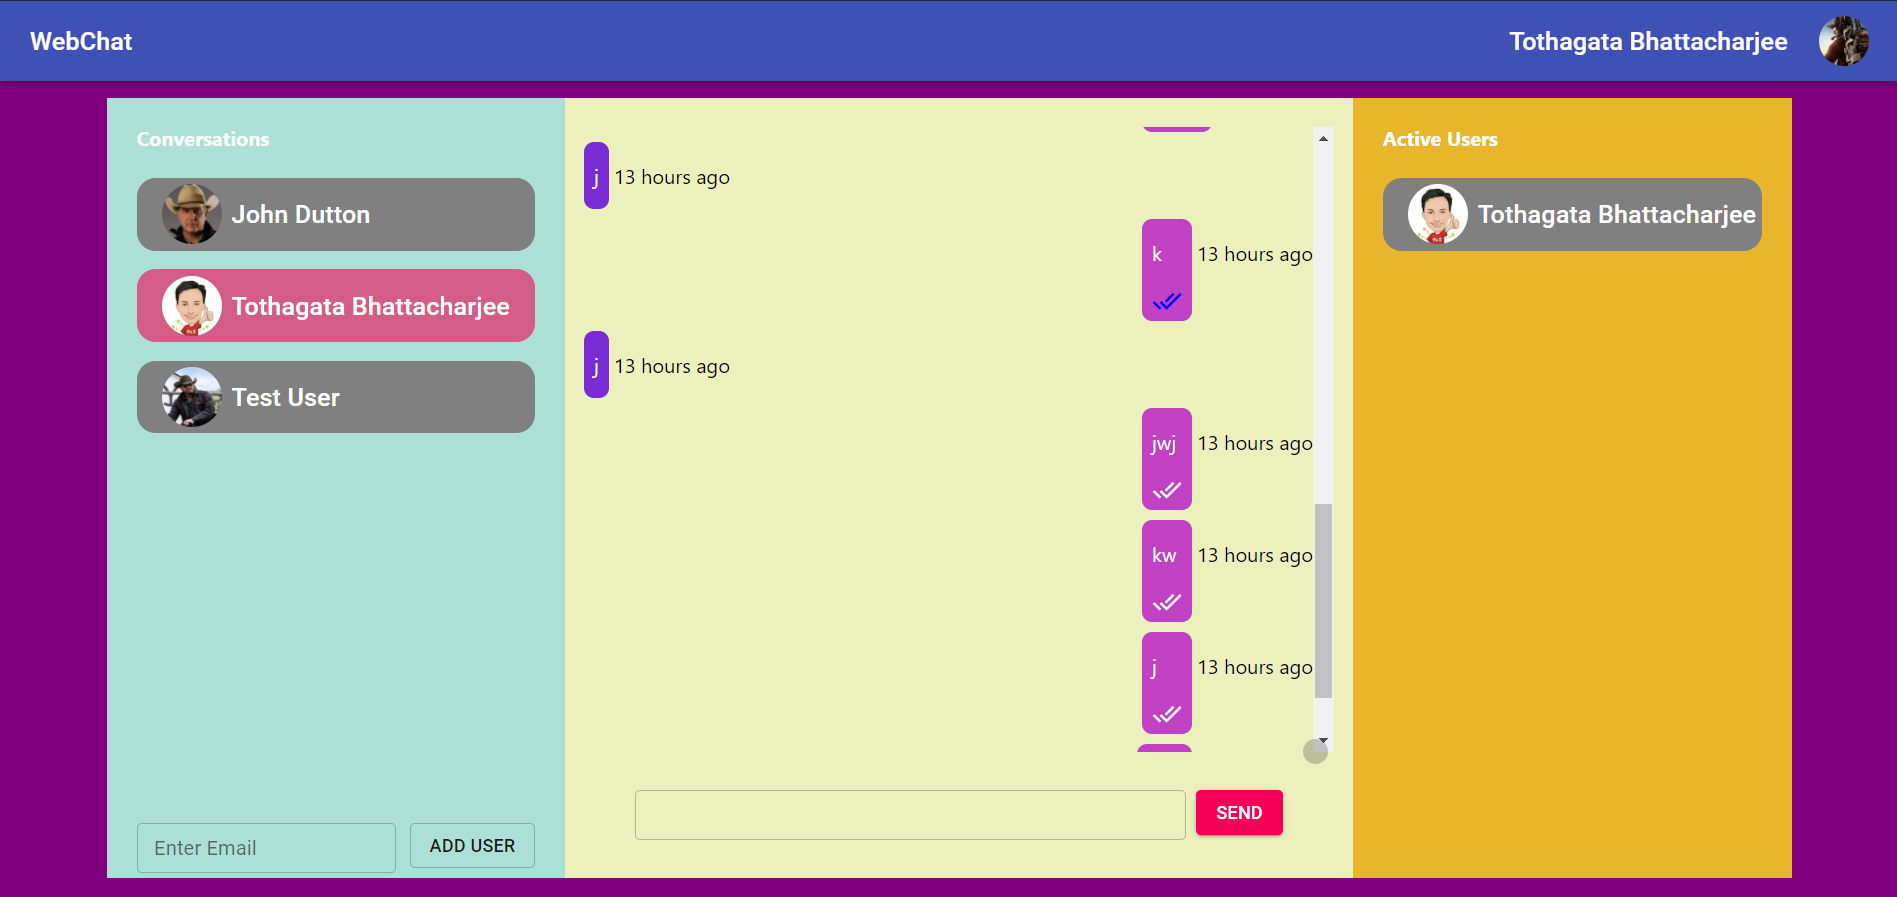 WebChat
Tothagata Bhattacharjee
Conversations
John Dutton
Tothagata Bhattacharjee
Test User
Enter Email
ADD USER
j 13 hours ago
k 13 hours ago
j 13 hours ago
jwj 13 hours ago
kw 13 hours ago
j 13 hours ago
SEND
Active Users
Tothagata Bhattacharjee